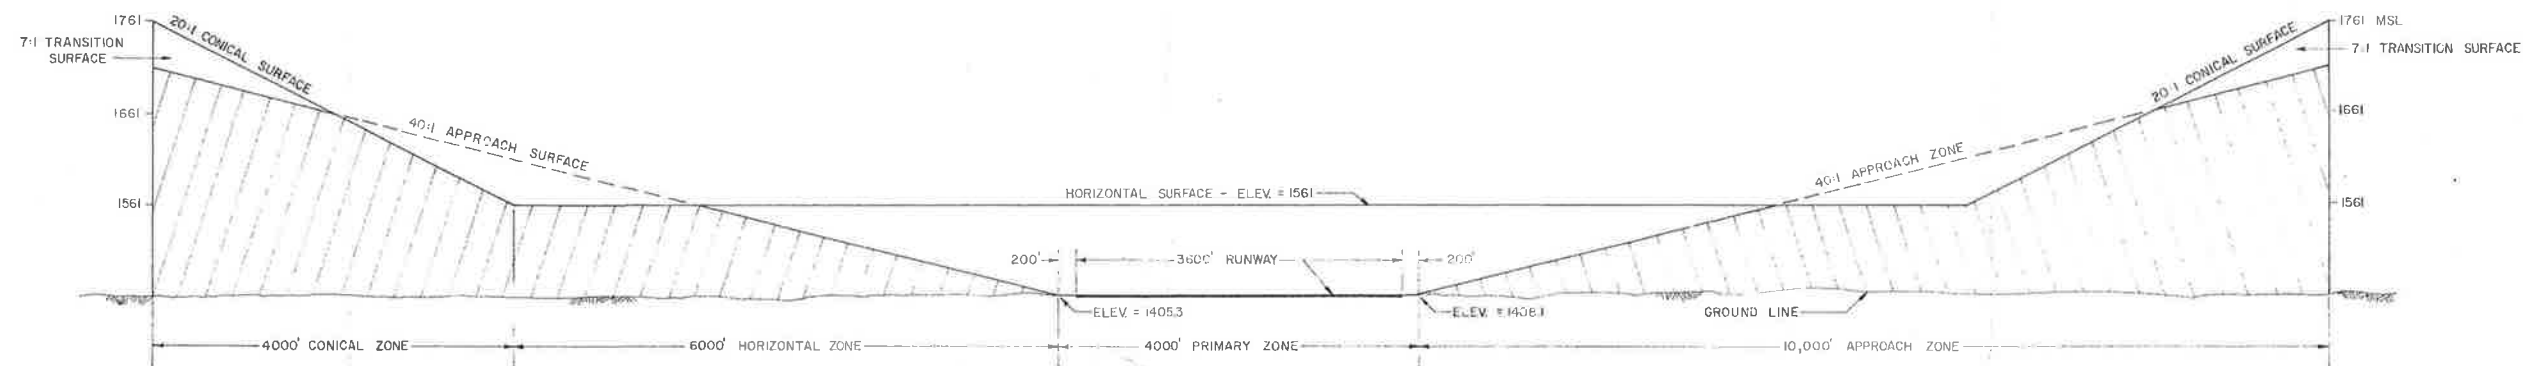 1761
20:1 CONICAL SURFACE
7:1 TRANSITION
SURFACE
1661
40:1 APPROACH SURFACE
1561
HORIZONTAL SURFACE - ELEV. = 1561
200'
3600' RUNWAY
200'
ELEV. = 1405.3
ELEV. = 1408.1
GROUND LINE
40:1 APPROACH ZONE
20:1 CONICAL SURFACE
1761 MSL
7:1 TRANSITION SURFACE
1661
1561
4000' CONICAL ZONE
6000' HORIZONTAL ZONE
4000' PRIMARY ZONE
10,000' APPROACH ZONE